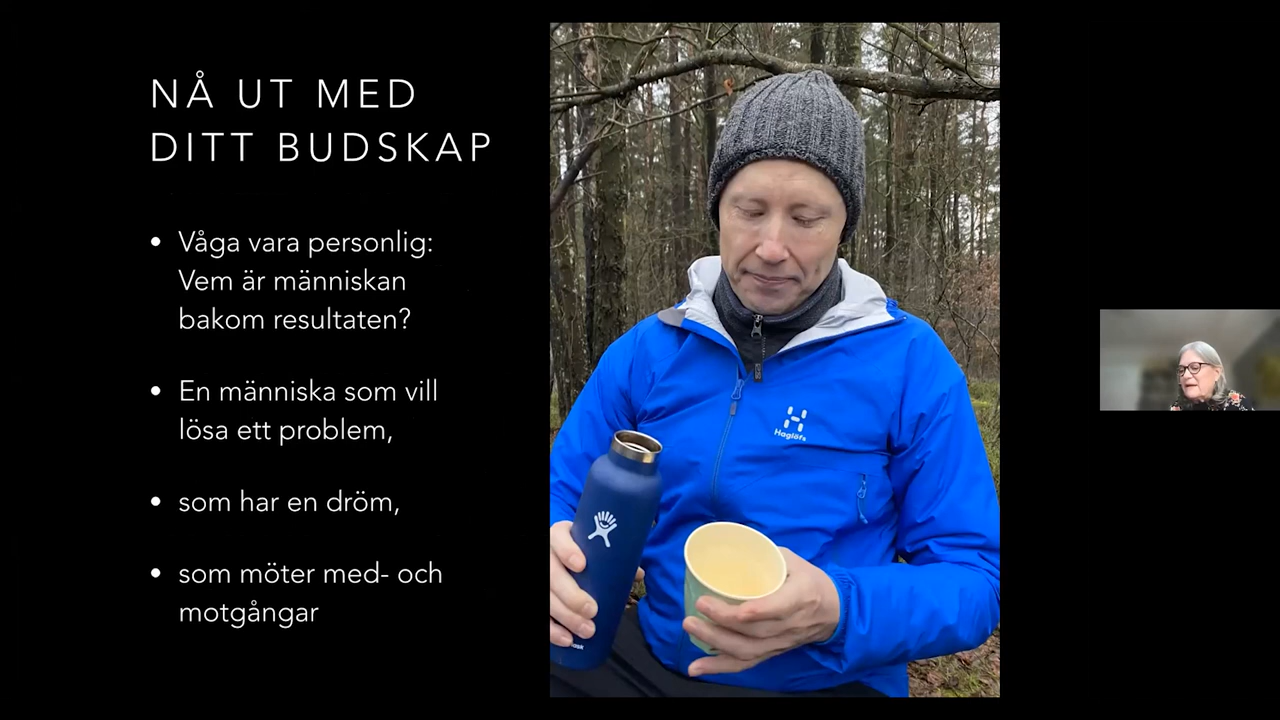 NÅ UT MED
DITT BUDSKAP
• Våga vara personlig:
Vem är människan
bakom resultaten?
• En människa som vill
lösa ett problem,
• som har en dröm,
• som möter med- och
motgångar
Haglöfs